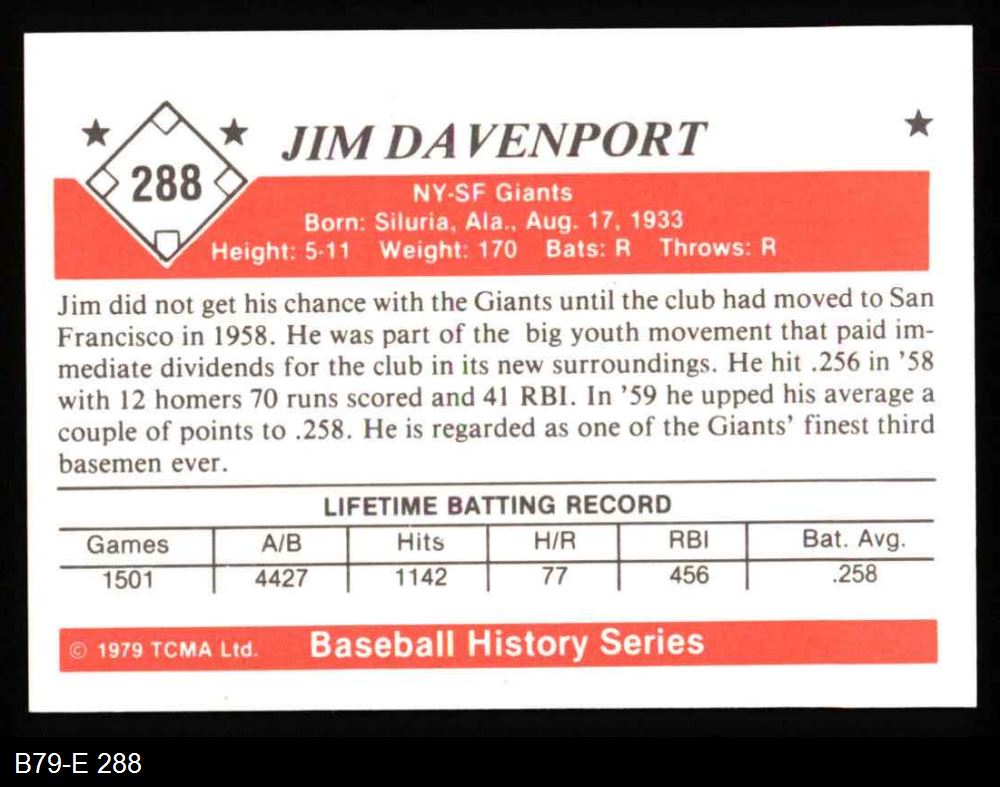 288
JIM DAVENPORT
NY-SF Giants
Born: Siluria, Ala., Aug. 17, 1933
Height: 5-11 Weight: 170 Bats: R Throws: R
Jim did not get his chance with the Giants until the club had moved to San
Francisco in 1958. He was part of the big youth movement that paid im-
mediate dividends for the club in its new surroundings. He hit .256 in '58
with 12 homers 70 runs scored and 41 RBI. In '59 he upped his average a
couple of points to .258. He is regarded as one of the Giants' finest third
basemen ever.
LIFETIME BATTING RECORD
Games A/B Hits H/R RBI Bat. Avg.
1501 4427 1142 77 456 .258
© 1979 TCMA Ltd. Baseball History Series
B79-E 288